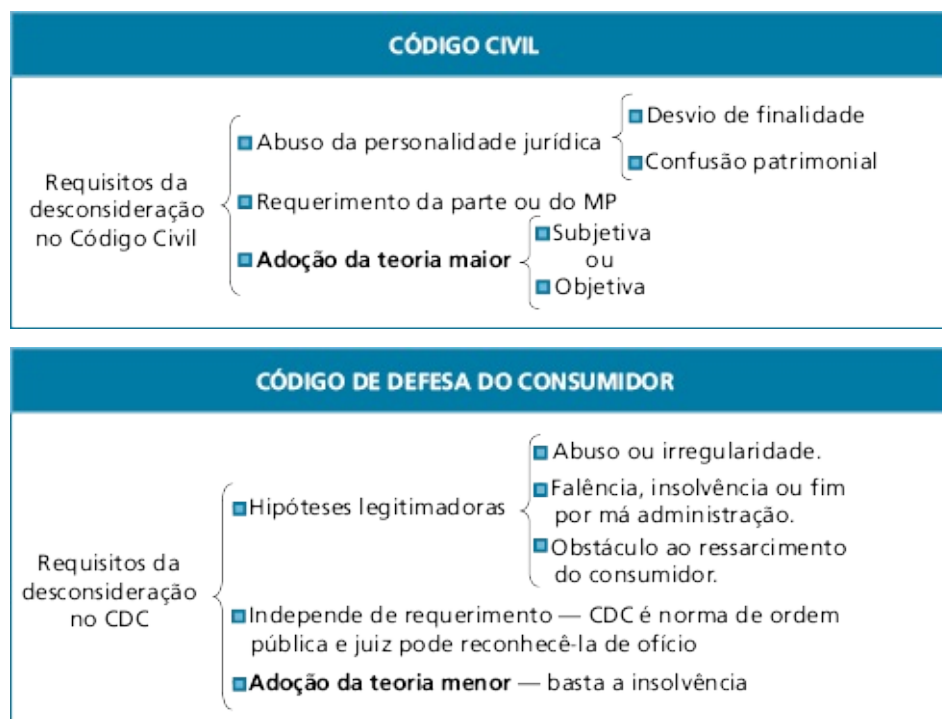 CÓDIGO CIVIL
Requisitos da
desconsideração
no Código Civil
Abuso da personalidade jurídica
Desvio de finalidade
Confusão patrimonial
Requerimento da parte ou do MP
Adoção da teoria maior
Subjetiva
ou
Objetiva
CÓDIGO DE DEFESA DO CONSUMIDOR
Requisitos da
desconsideração
no CDC
Hipóteses legitimadoras
Abuso ou irregularidade.
Falência, insolvência ou fim
por má administração.
Obstáculo ao ressarcimento
do consumidor.
Independe de requerimento — CDC é norma de ordem
pública e juiz pode reconhecê-la de ofício
Adoção da teoria menor — basta a insolvência